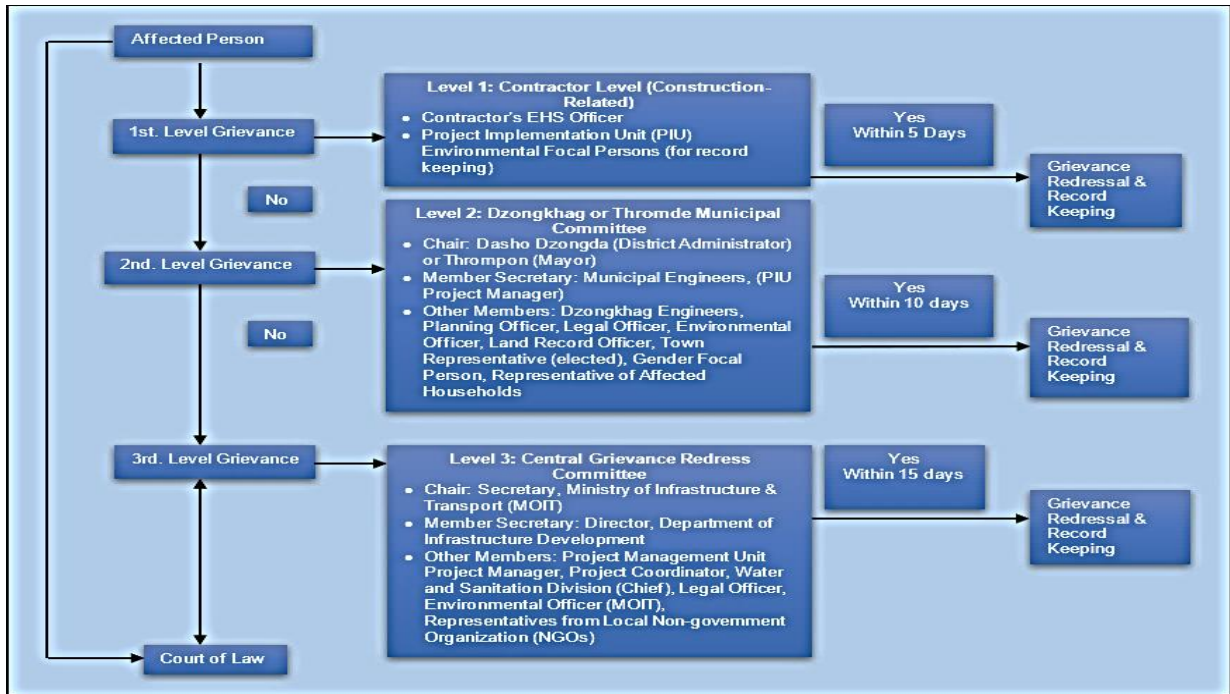 Affected Person
1st. Level Grievance
Level 1: Contractor Level (Construction-
Related)
• Contractor's EHS Officer
• Project Implementation Unit (PIU)
Environmental Focal Persons (for record
keeping)
Yes
Within 5 Days
Grievance
Redressal &
Record
Keeping
No
2nd. Level Grievance
Level 2: Dzongkhag or Thromde Municipal
Committee
• Chair: Dasho Dzongda (District Administrator)
or Thrompon (Mayor)
• Member Secretary: Municipal Engineers, (PIU
Project Manager)
• Other Members: Dzongkhag Engineers,
Planning Officer, Legal Officer, Environmental
Officer, Land Record Officer, Town
Representative (elected), Gender Focal
Person, Representative of Affected
Households
Yes
Within 10 days
Grievance
Redressal &
Record
Keeping
No
3rd. Level Grievance
Level 3: Central Grievance Redress
Committee
• Chair: Secretary, Ministry of Infrastructure &
Transport (MOIT)
• Member Secretary: Director, Department of
Infrastructure Development
• Other Members: Project Management Unit
Project Manager, Project Coordinator, Water
and Sanitation Division (Chief), Legal Officer,
Environmental Officer (MOIT),
Representatives from Local Non-government
Organization (NGOs)
Yes
Within 15 days
Grievance
Redressal &
Record
Keeping
Court of Law